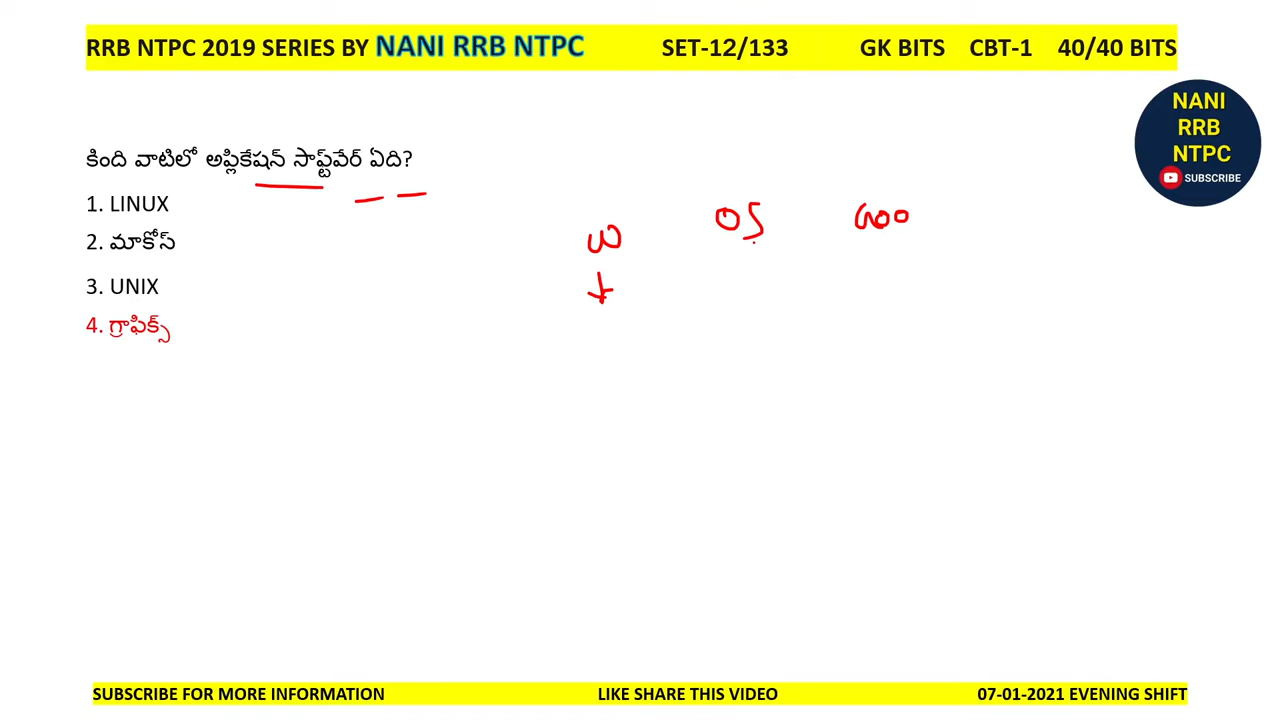 RRB NTPC 2019 SERIES BY NANI RRB NTPC SET-12/133 GK BITS CBT-1 40/40 BITS
NANI
RRB
NTPC
SUBSCRIBE
కింది వాటిలో అప్లికేషన్ సాఫ్ట్‌వేర్ ఏది?
1. LINUX
2. మాకోస్
3. UNIX
4. గ్రాఫిక్స్
OS
SUBSCRIBE FOR MORE INFORMATION LIKE SHARE THIS VIDEO 07-01-2021 EVENING SHIFT